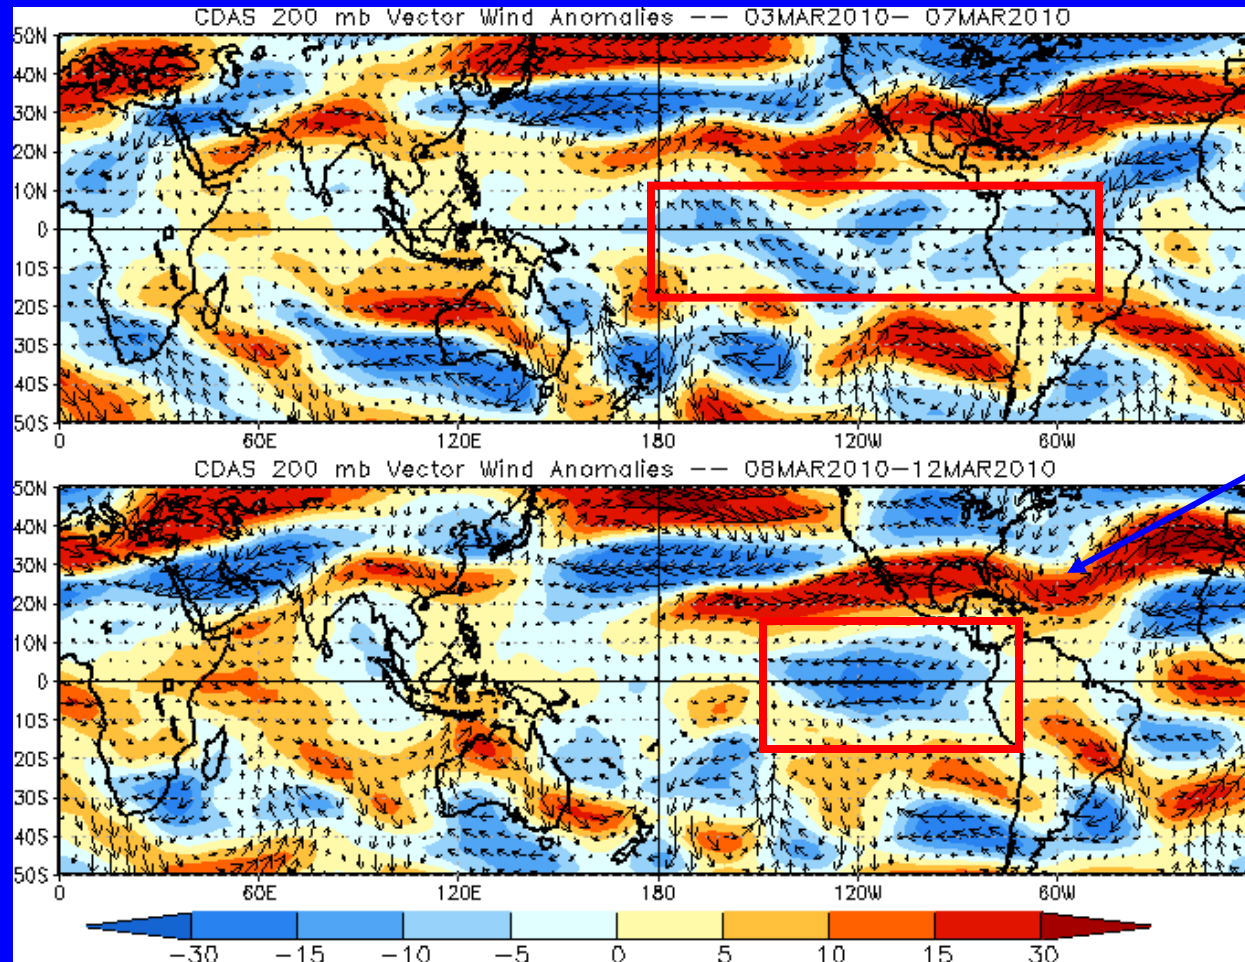 CDAS 200 mb Vector Wind Anomalies -- 03MAR2010- 07MAR2010
50N
40N
30N
20N
10N
0
10S
20S
30S
40S
50S
0 60E 120E 180 120W 60W
CDAS 200 mb Vector Wind Anomalies -- 08MAR2010-12MAR2010
50N
40N
30N
20N
10N
0
10S
20S
30S
40S
50S
0 60E 120E 180 120W 60W
-30 -15 -10 -5 0 5 10 15 30